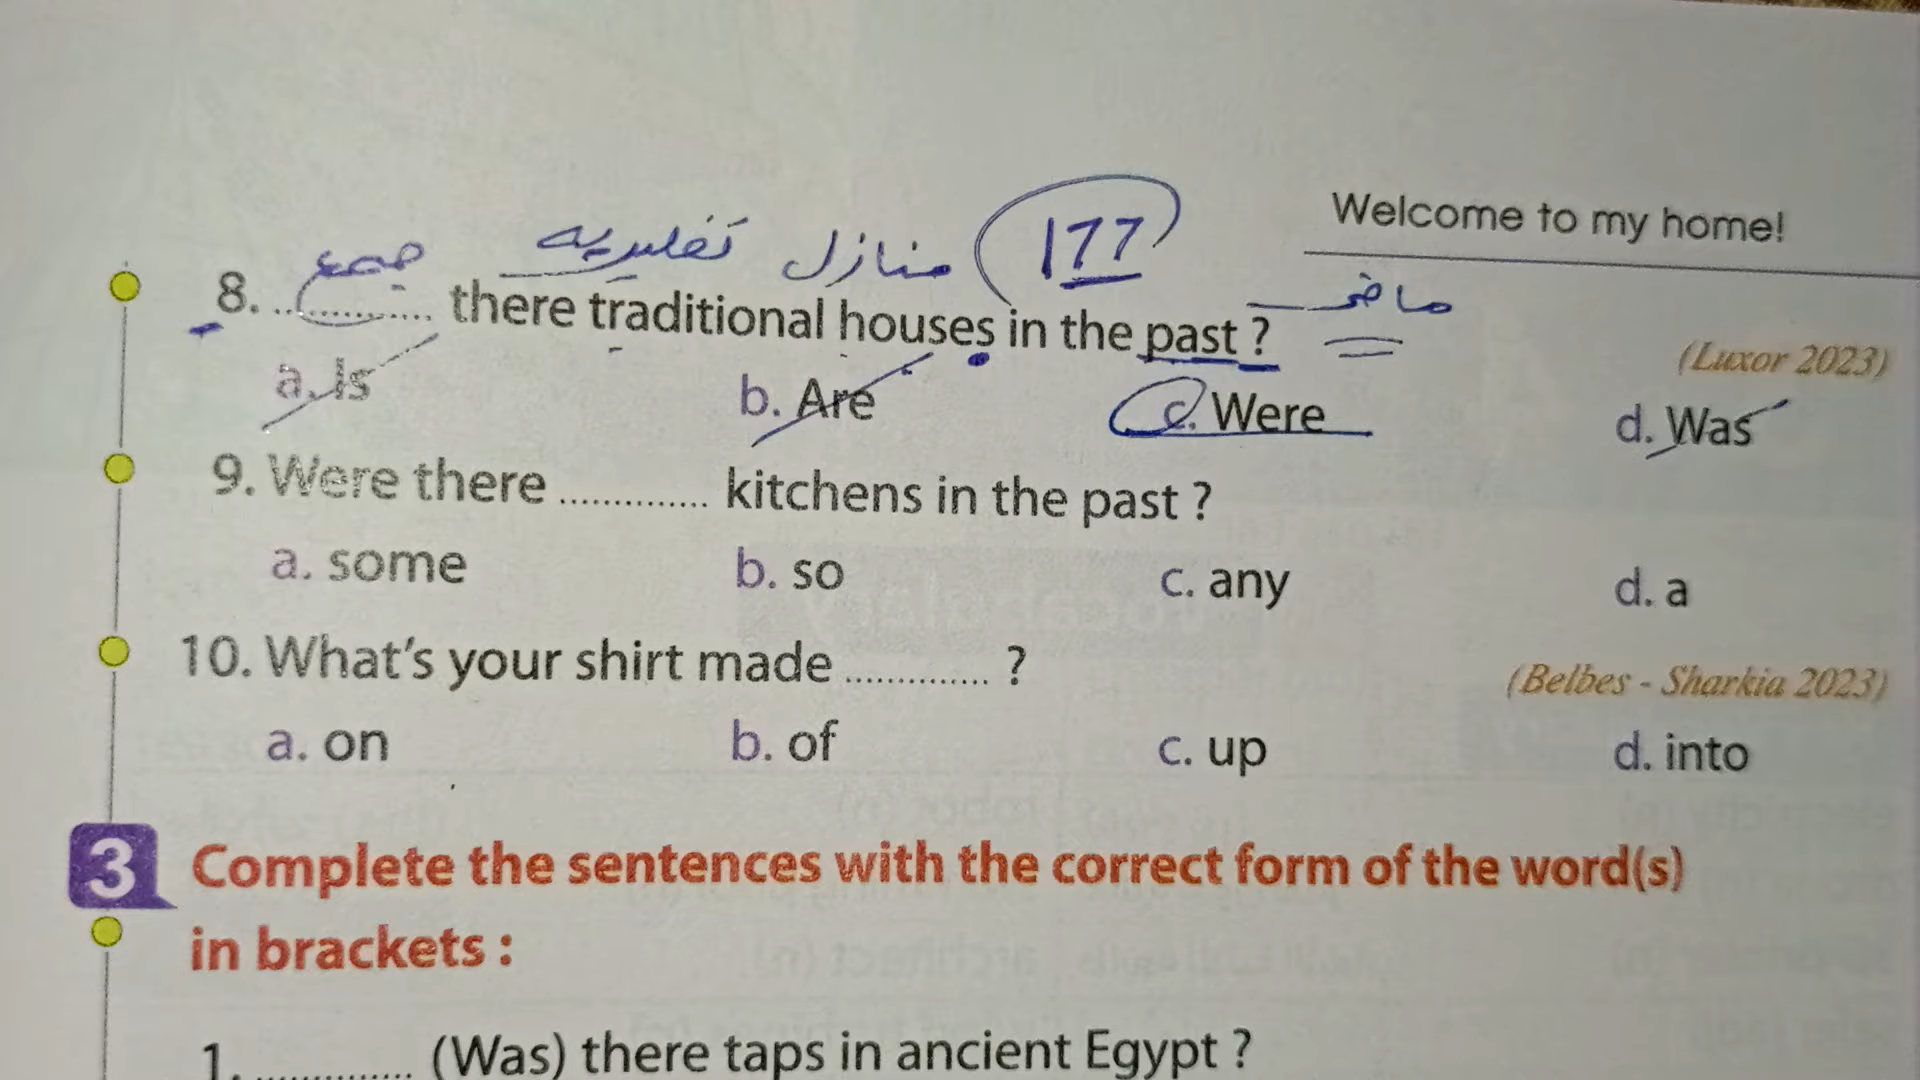 Welcome to my home!
177
جمع منازل تقليديه
ماضى
8. ............. there traditional houses in the past ?
(Luxor 2023)
a. Is b. Are c. Were d. Was
9. Were there ............. kitchens in the past ?
a. some b. so c. any d. a
10. What's your shirt made ............. ?
(Belbes - Sharkia 2023)
a. on b. of c. up d. into
3 Complete the sentences with the correct form of the word(s)
in brackets :
1. ............. (Was) there taps in ancient Egypt ?